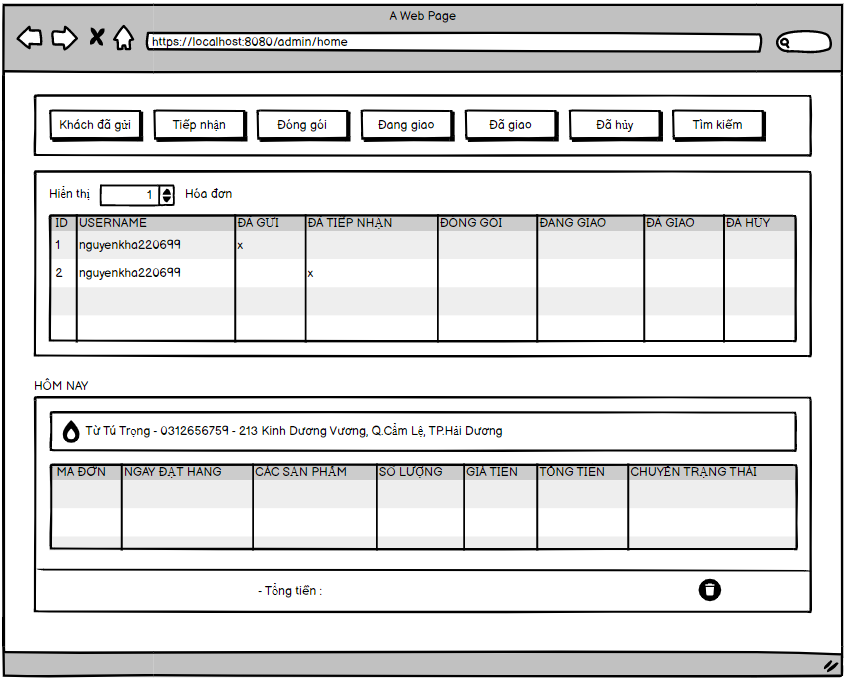 A Web Page
https://localhost:8080/admin/home
Khách đã gửi Tiếp nhận Đóng gói Đang giao Đã giao Đã hủy Tìm kiếm
Hiển thị 1 Hóa đơn
ID USERNAME ĐÃ GỬI ĐÃ TIẾP NHẬN ĐÓNG GÓI ĐANG GIAO ĐÃ GIAO ĐÃ HỦY
1 nguyenkha220699 x
2 nguyenkha220699 x
HÔM NAY
Từ Tú Trọng - 0312656759 - 213 Kinh Dương Vương, Q.Cẩm Lệ, TP.Hải Dương
MÃ ĐƠN NGÀY ĐẶT HÀNG CÁC SẢN PHẨM SỐ LƯỢNG GIÁ TIỀN TỔNG TIỀN CHUYỂN TRẠNG THÁI
- Tổng tiền :